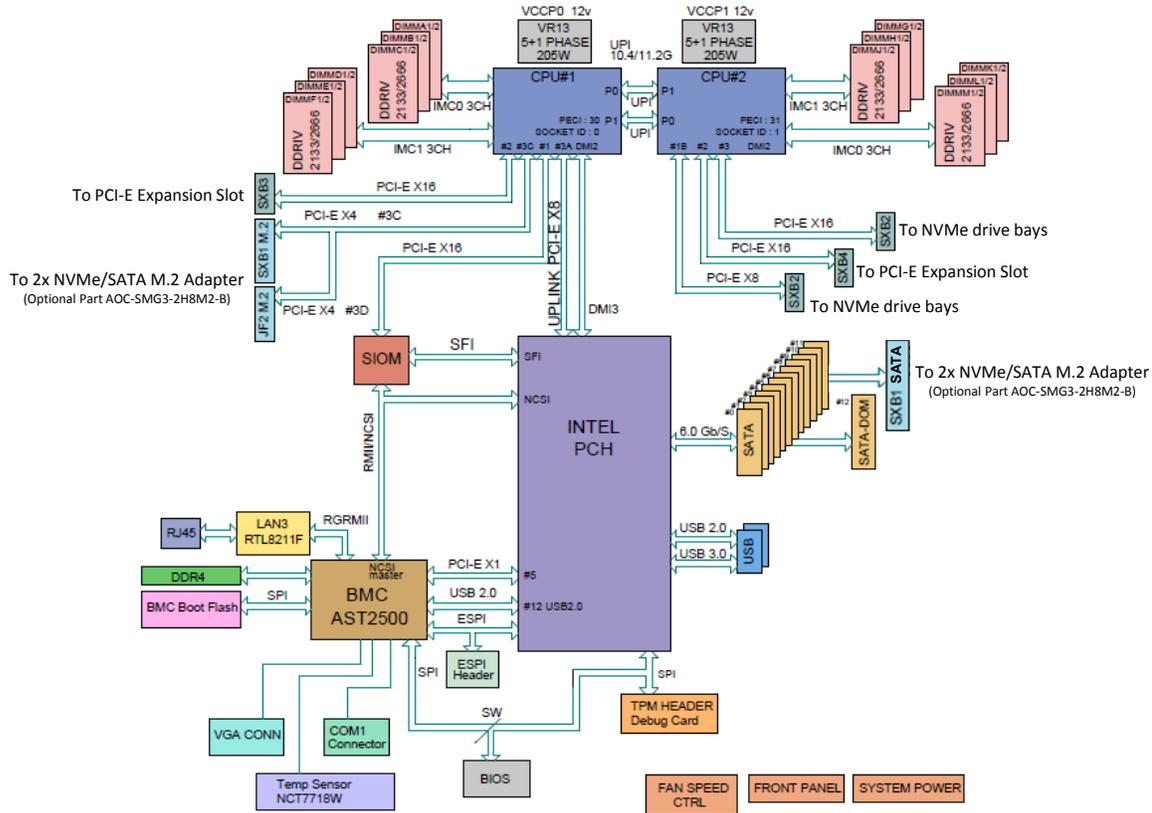 VCCP0 12v
VCCP1 12v
VR13
5+1 PHASE
205W
VR13
5+1 PHASE
205W
UPI
10.4/11.2G
DIMMA1/2
DIMMB1/2
DIMMC1/2
DDRIV
2133/2666
DIMMD1/2
DIMME1/2
DIMMF1/2
DDRIV
2133/2666
IMC0 3CH
IMC1 3CH
CPU#1
P0
P1
PECI : 30
SOCKET ID : 0
#2 #3C #1 #3A DMI2
UPI
UPI
CPU#2
P1
P0
PECI : 31
SOCKET ID : 1
#1B #2 #3 DMI2
IMC1 3CH
IMC0 3CH
DIMMG1/2
DIMMH1/2
DIMMJ1/2
DDRIV
2133/2666
DIMMK1/2
DIMML1/2
DIMMM1/2
DDRIV
2133/2666
To PCI-E Expansion Slot
SXB3
PCI-E X16
PCI-E X4 #3C
SXB1 M.2
PCI-E X16
To 2x NVMe/SATA M.2 Adapter
(Optional Part AOC-SMG3-2H8M2-B)
JF2 M.2
PCI-E X4 #3D
UPLINK PCI-E X8
DMI3
PCI-E X16
SXB2
To NVMe drive bays
PCI-E X16
SXB4
To PCI-E Expansion Slot
PCI-E X8
SXB2
To NVMe drive bays
SIOM
SFI
SFI
NCSI
INTEL
PCH
RMII/NCSI
6.0 Gb/S
SATA
#0
#11
#12
SATA-DOM
SXB1 SATA
To 2x NVMe/SATA M.2 Adapter
(Optional Part AOC-SMG3-2H8M2-B)
USB 2.0
USB 3.0
USB
RJ45
LAN3
RTL8211F
RGRMII
DDR4
BMC Boot Flash
SPI
NCSI
master
BMC
AST2500
PCI-E X1
#5
USB 2.0
#12 USB2.0
ESPI
ESPI
Header
SPI
SPI
TPM HEADER
Debug Card
SW
BIOS
VGA CONN
COM1
Connector
Temp Sensor
NCT7718W
FAN SPEED
CTRL
FRONT PANEL
SYSTEM POWER